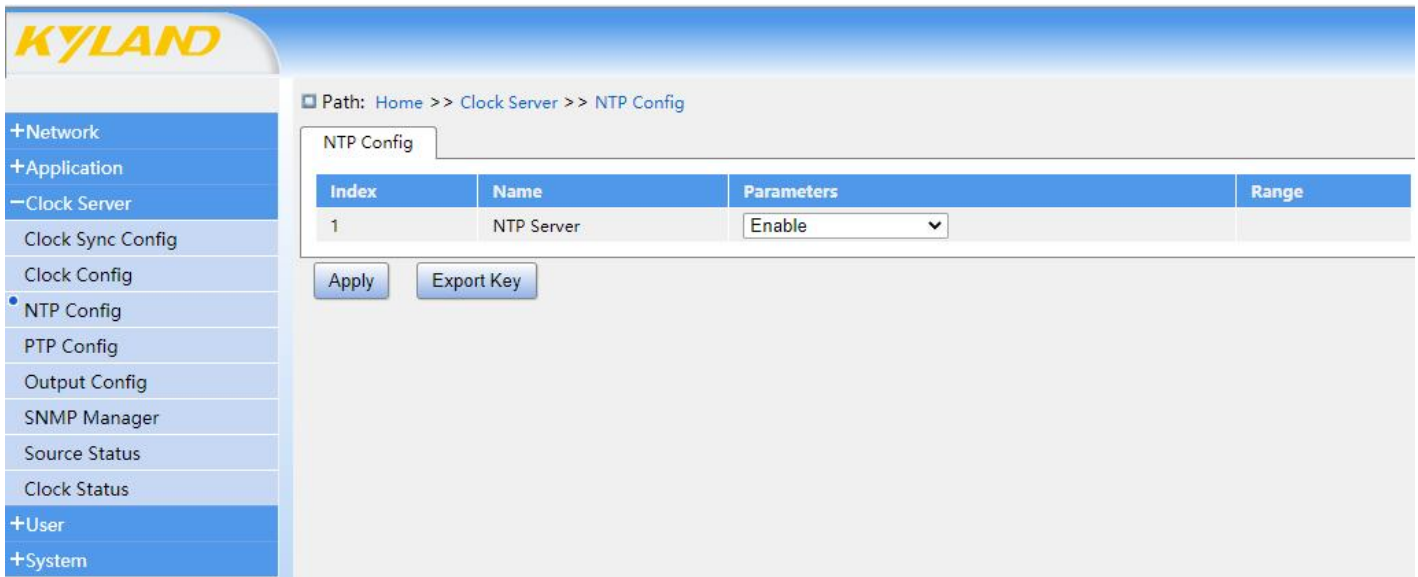 KYLAND
Path: Home >> Clock Server >> NTP Config
+Network
+Application
−Clock Server
Clock Sync Config
Clock Config
NTP Config
PTP Config
Output Config
SNMP Manager
Source Status
Clock Status
+User
+System
NTP Config
Index Name Parameters Range
1 NTP Server Enable
Apply Export Key